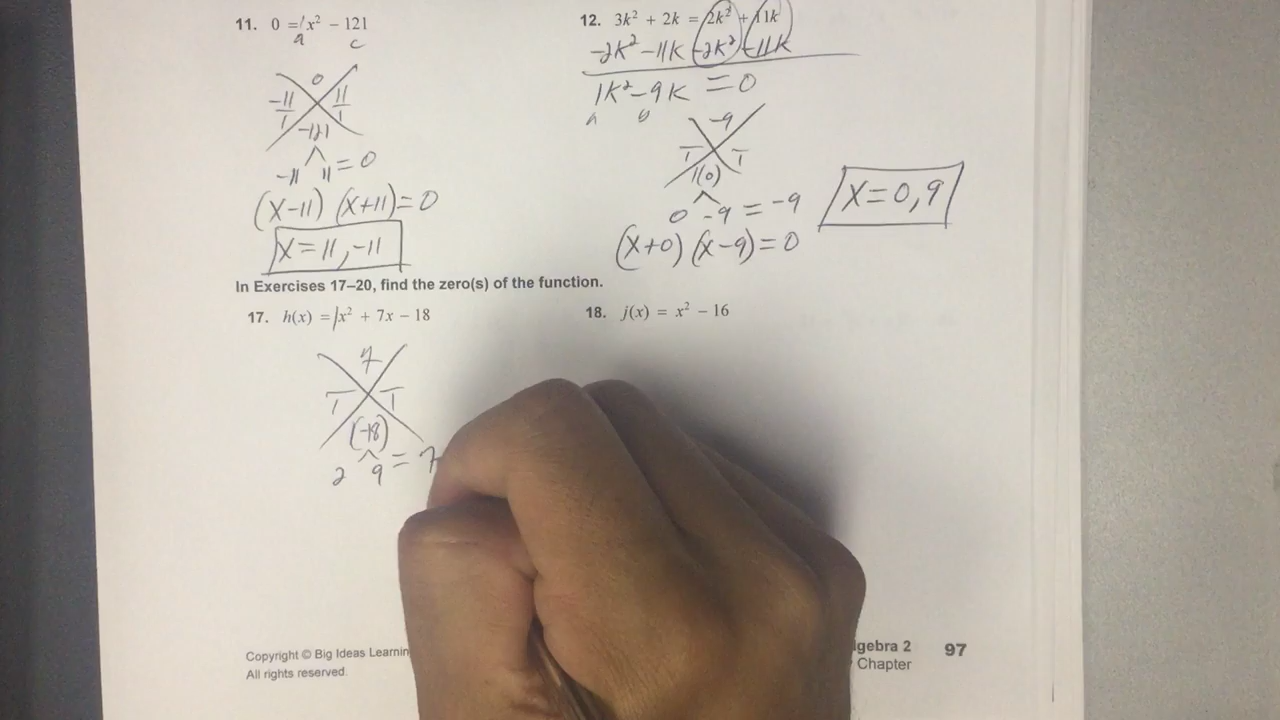 11. 0 = 1x² − 121
a c
0
-11 11
1 1
-121
-11 11 = 0
(x-11) (x+11) = 0
x = 11, -11
12. 3k² + 2k = 2k² + 11k
-2k² -11k -2k² -11k
1k² - 9k = 0
a b
-9
1 1
1(0)
0 -9 = -9
(x+0) (x-9) = 0
x = 0, 9
In Exercises 17–20, find the zero(s) of the function.
17. h(x) = 1x² + 7x − 18
7
1 1
1(-18)
2 9 = 7
18. j(x) = x² − 16
Copyright © Big Ideas Learnin
All rights reserved.
lgebra 2 97
Chapter